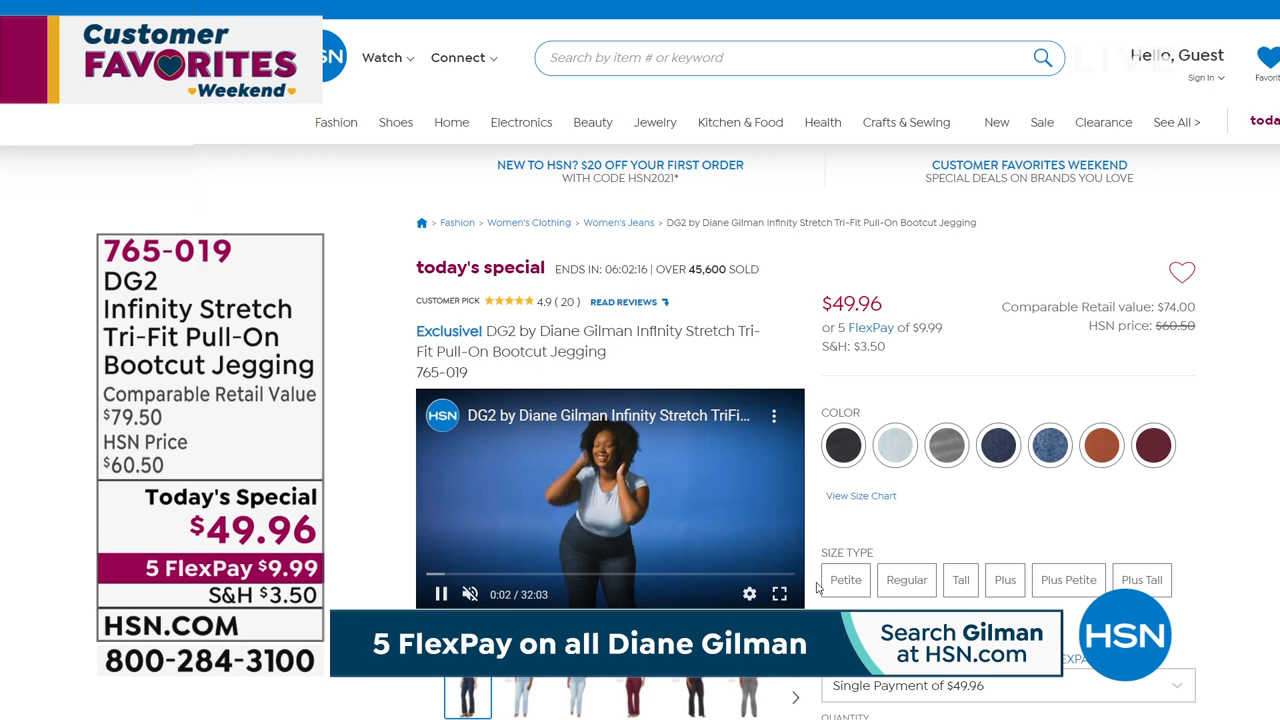 Customer
FAVORITES
Weekend
SN
Watch
Connect
Search by item # or keyword
LIVE
Hello, Guest
Sign In
Favorit
Fashion
Shoes
Home
Electronics
Beauty
Jewelry
Kitchen & Food
Health
Crafts & Sewing
New
Sale
Clearance
See All >
toda
NEW TO HSN? $20 OFF YOUR FIRST ORDER
WITH CODE HSN2021*
CUSTOMER FAVORITES WEEKEND
SPECIAL DEALS ON BRANDS YOU LOVE
> Fashion > Women's Clothing > Women's Jeans > DG2 by Diane Gilman Infinity Stretch Tri-Fit Pull-On Bootcut Jegging
765-019
DG2
Infinity Stretch
Tri-Fit Pull-On
Bootcut Jegging
Comparable Retail Value
$79.50
HSN Price
$60.50
Today's Special
$49.96
5 FlexPay $9.99
S&H $3.50
HSN.COM
800-284-3100
today's special ENDS IN: 06:02:16 | OVER 45,600 SOLD
CUSTOMER PICK 4.9 ( 20 ) READ REVIEWS
Exclusive! DG2 by Diane Gilman Infinity Stretch Tri-
Fit Pull-On Bootcut Jegging
765-019
HSN DG2 by Diane Gilman Infinity Stretch TriFi...
0:02 / 32:03
$49.96
or 5 FlexPay of $9.99
S&H: $3.50
Comparable Retail value: $74.00
HSN price: $60.50
COLOR
View Size Chart
SIZE TYPE
Petite
Regular
Tall
Plus
Plus Petite
Plus Tall
5 FlexPay on all Diane Gilman
Search Gilman
at HSN.com
HSN
EXPA
Single Payment of $49.96
QUANTITY